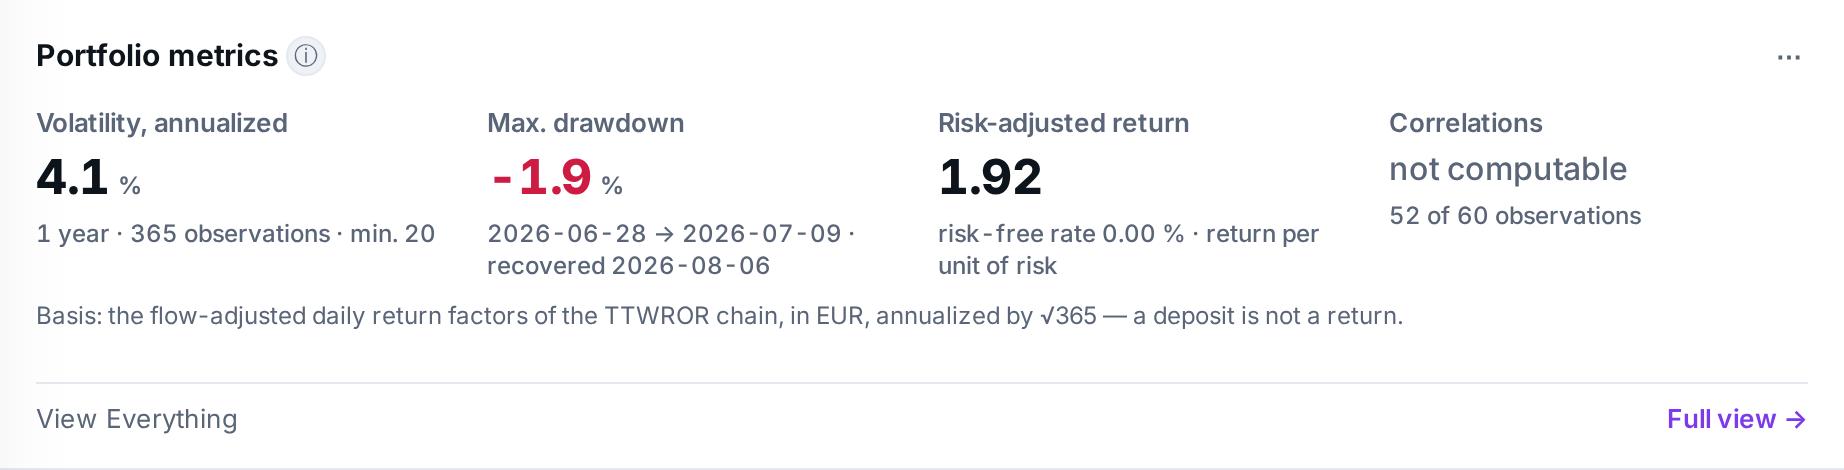 Portfolio metrics ⓘ
...
Volatility, annualized
4.1 %
1 year · 365 observations · min. 20
Max. drawdown
-1.9 %
2026-06-28 → 2026-07-09 ·
recovered 2026-08-06
Risk-adjusted return
1.92
risk-free rate 0.00 % · return per
unit of risk
Correlations
not computable
52 of 60 observations
Basis: the flow-adjusted daily return factors of the TTWROR chain, in EUR, annualized by √365 — a deposit is not a return.
View Everything
Full view →